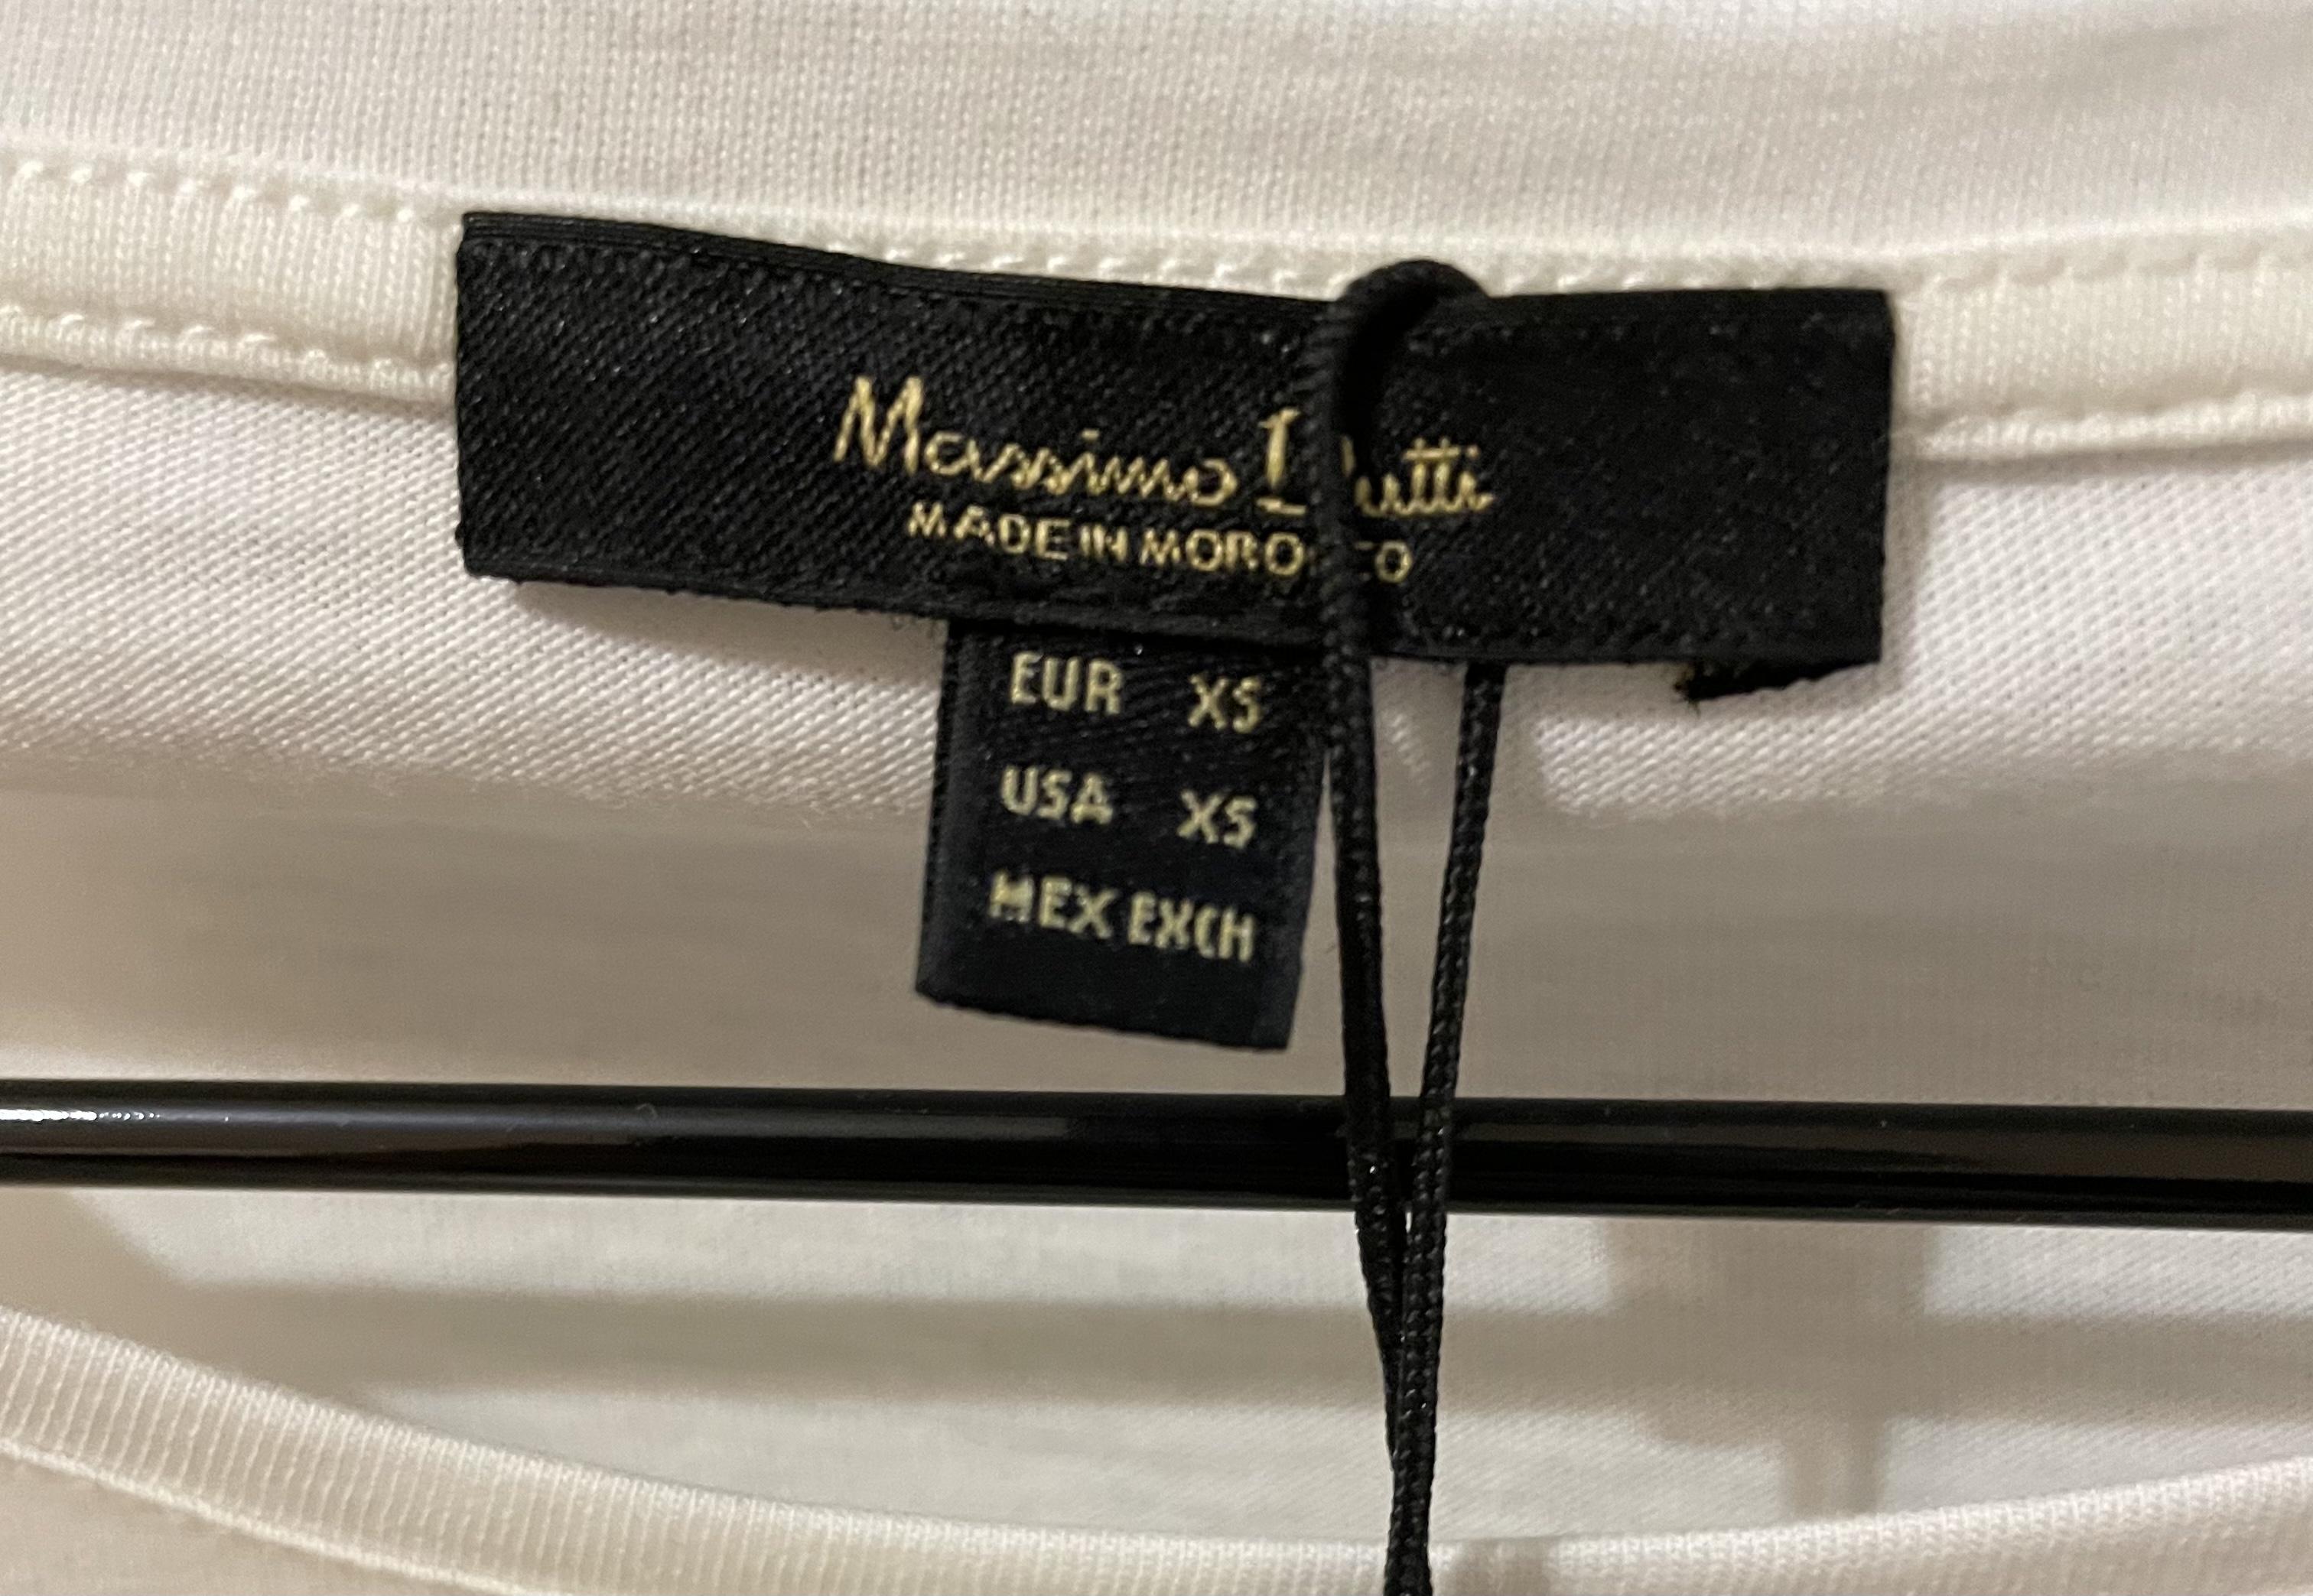 Massimo Dutti
MADE IN MOROCCO
EUR XS
USA XS
MEX EXCH